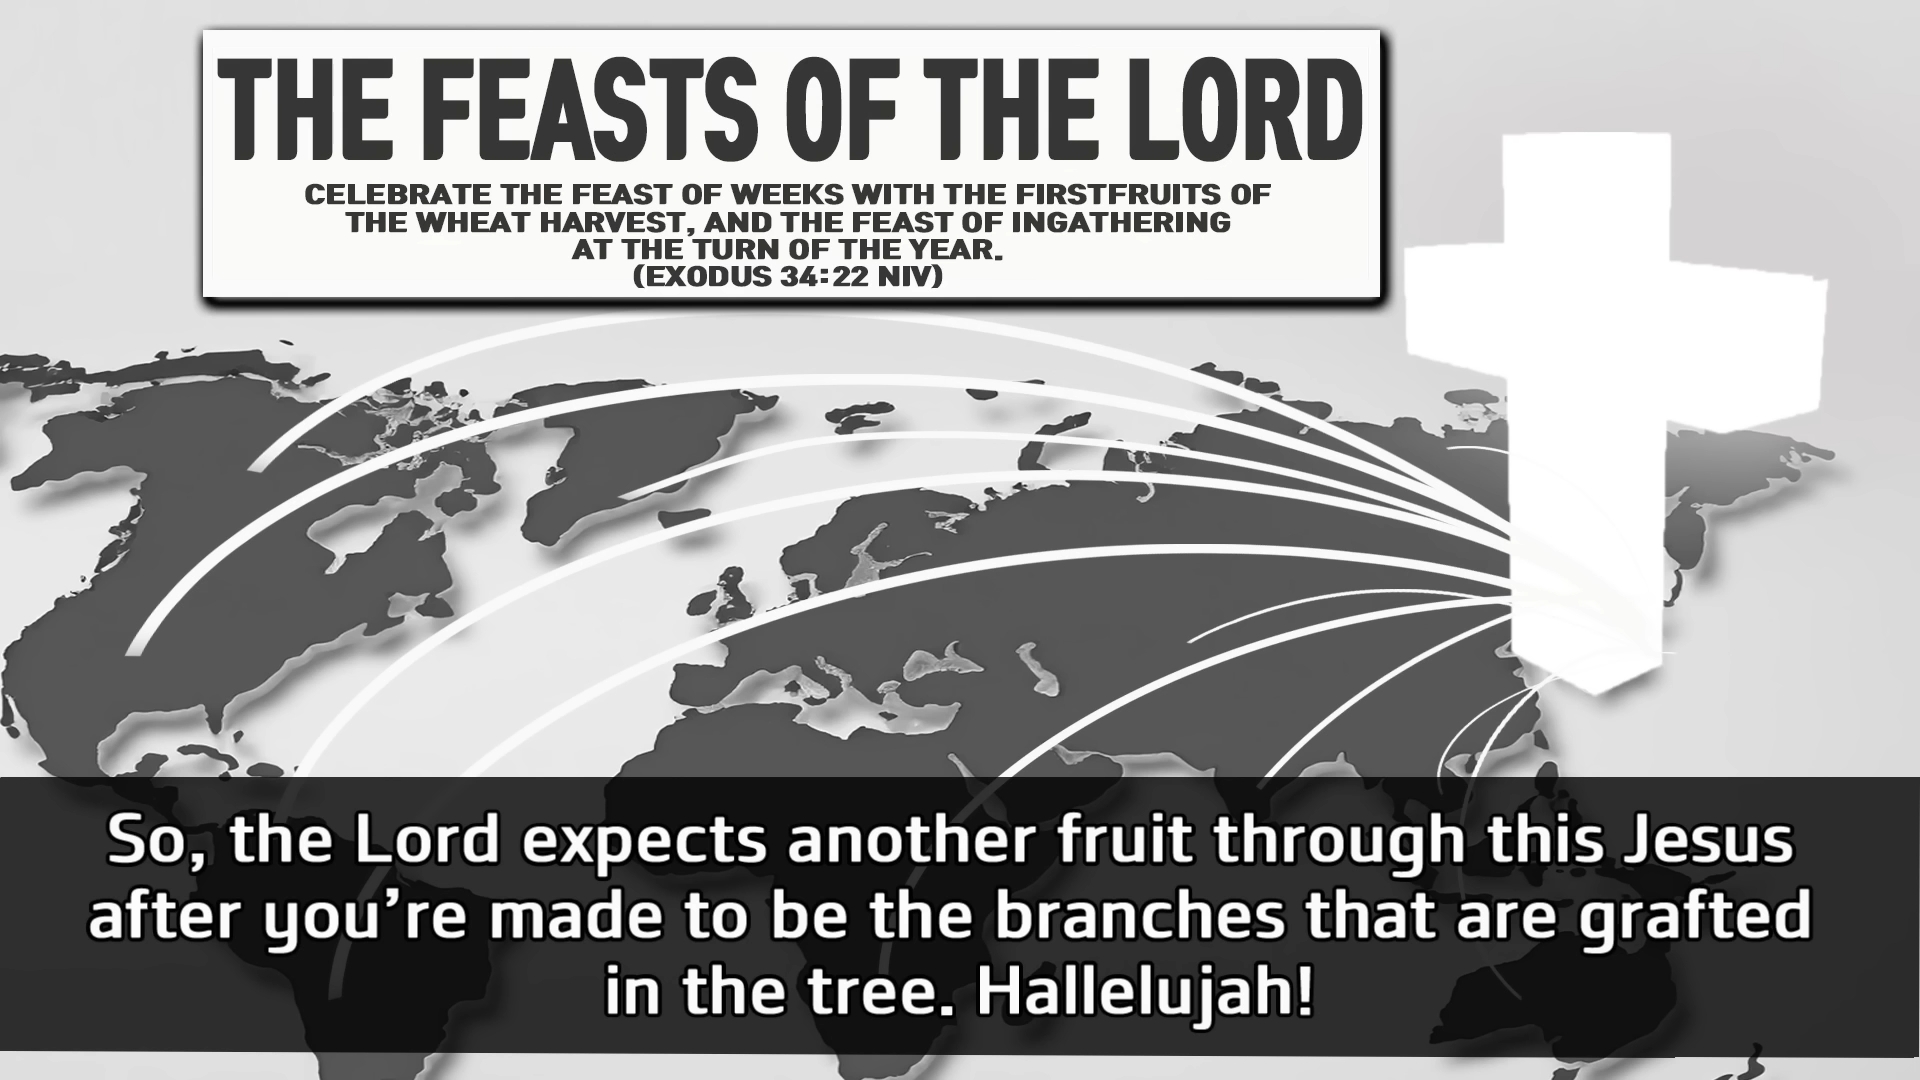 THE FEASTS OF THE LORD
CELEBRATE THE FEAST OF WEEKS WITH THE FIRSTFRUITS OF
THE WHEAT HARVEST, AND THE FEAST OF INGATHERING
AT THE TURN OF THE YEAR.
(EXODUS 34:22 NIV)
So, the Lord expects another fruit through this Jesus
after you’re made to be the branches that are grafted
in the tree. Hallelujah!